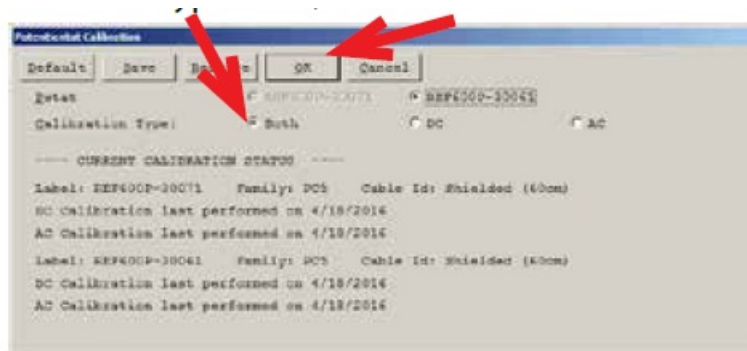 Potentiostat Calibration
Default Save OK Cancel
Pstat REF600P-30071 REF600P-30061
Calibration Type: Both DC AC
---- CURRENT CALIBRATION STATUS ----
Label: REF600P-30071 Family: PC5 Cable Id: Shielded (60cm)
DC Calibration last performed on 4/18/2016
AC Calibration last performed on 4/18/2016
Label: REF600P-30061 Family: PC5 Cable Id: Shielded (60cm)
DC Calibration last performed on 4/18/2016
AC Calibration last performed on 4/18/2016